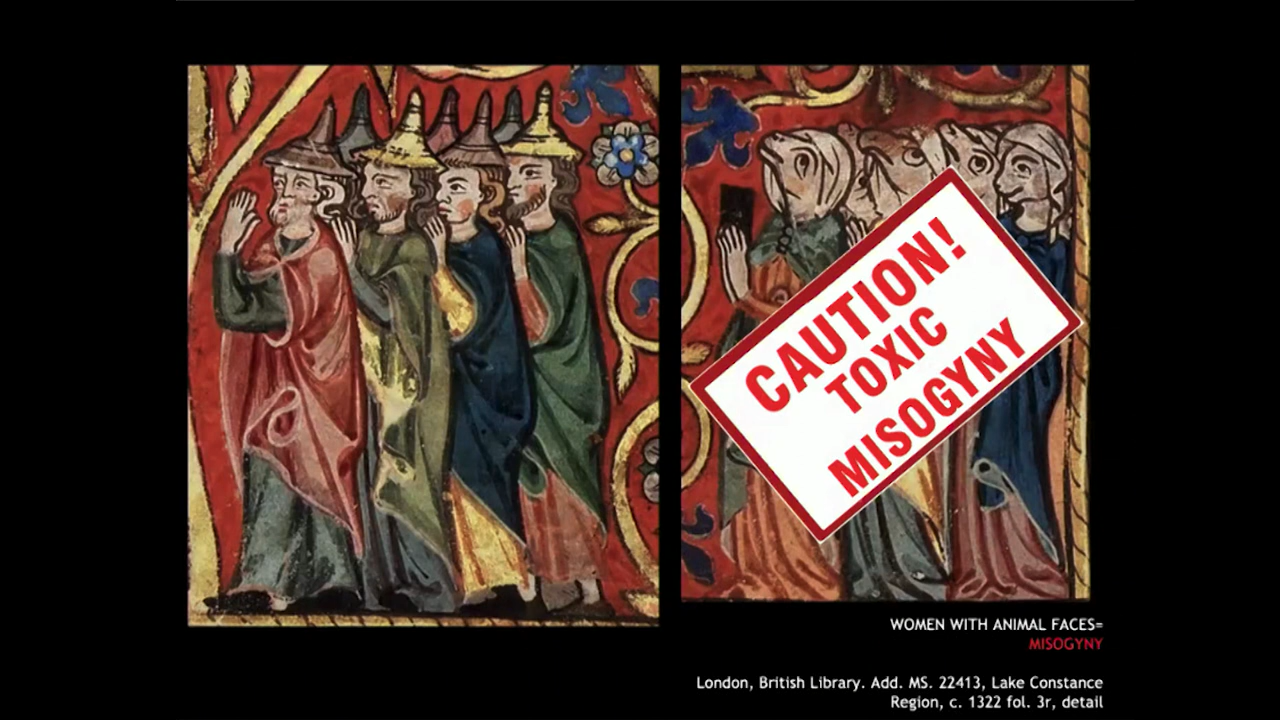 CAUTION!
TOXIC
MISOGYNY
WOMEN WITH ANIMAL FACES=
MISOGYNY
London, British Library. Add. MS. 22413, Lake Constance
Region, c. 1322 fol. 3r, detail